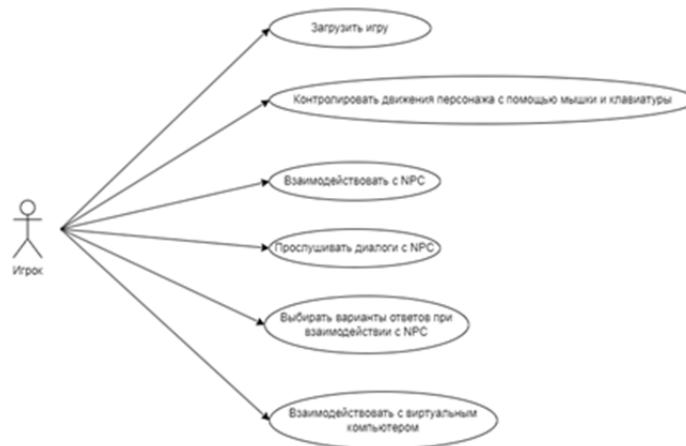 Загрузить игру
Контролировать движения персонажа с помощью мышки и клавиатуры
Взаимодействовать с NPC
Игрок
Прослушивать диалоги с NPC
Выбирать варианты ответов при
взаимодействии с NPC
Взаимодействовать с виртуальным
компьютером